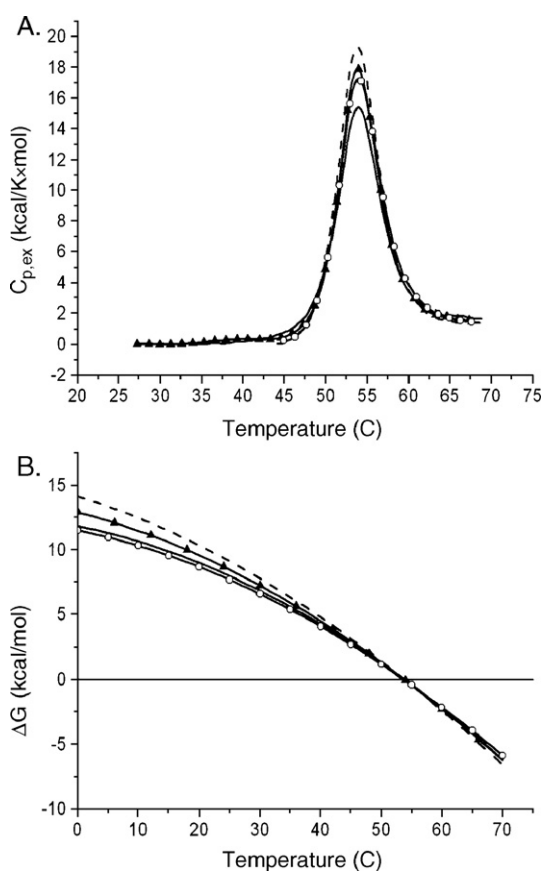 A.
20
18
16
14
12
10
8
6
4
2
0
-2
C_p,ex (kcal/K×mol)
20 25 30 35 40 45 50 55 60 65 70 75
Temperature (C)
B.
15
10
5
0
-5
-10
ΔG (kcal/mol)
0 10 20 30 40 50 60 70
Temperature (C)